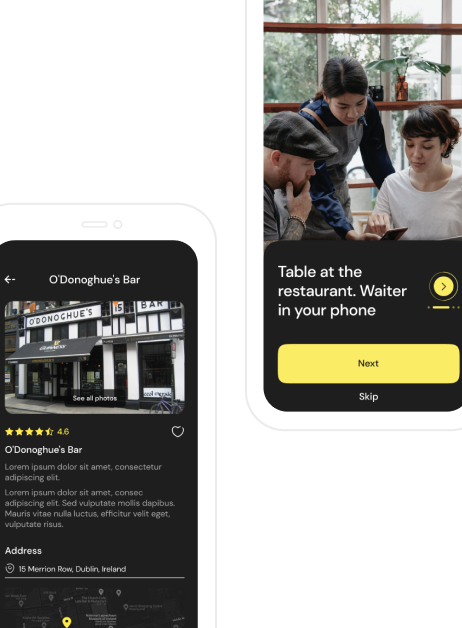 Table at the
restaurant. Waiter
in your phone
Next
Skip
O'Donoghue's Bar
O'DONOGHUE'S 15 BAR
GUINNESS
See all photos
4.6
O'Donoghue's Bar
Lorem ipsum dolor sit amet, consectetur
adipiscing elit.
Lorem ipsum dolor sit amet, consec
adipiscing elit. Sed vulputate mollis dapibus.
Mauris vitae nulla luctus, efficitur velit eget,
vulputate risus.
Address
15 Merrion Row, Dublin, Ireland